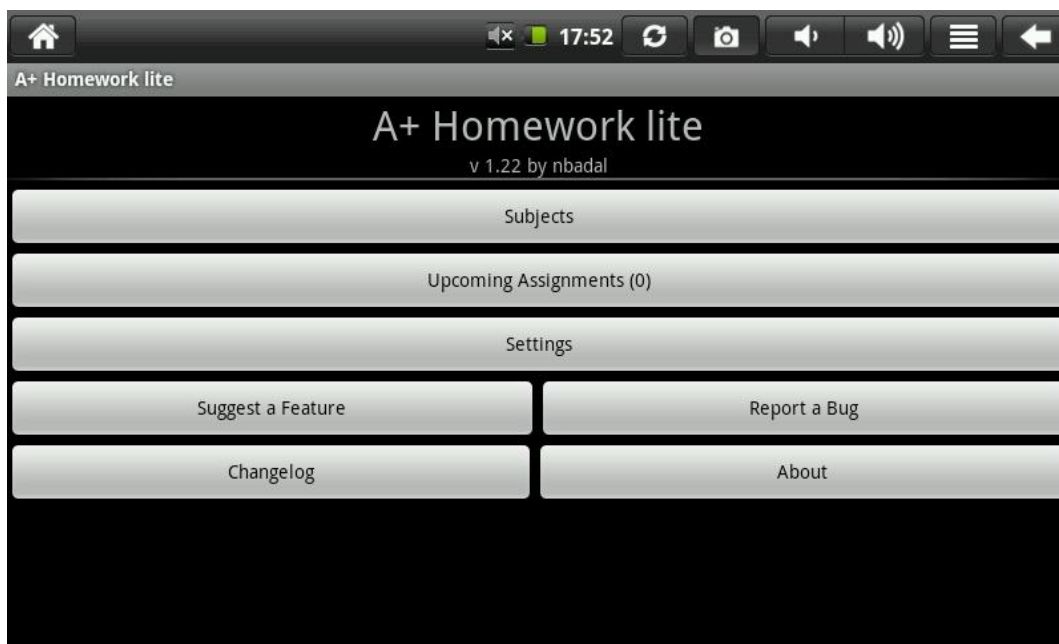 17:52
A+ Homework lite
A+ Homework lite
v 1.22 by nbadal
Subjects
Upcoming Assignments (0)
Settings
Suggest a Feature
Report a Bug
Changelog
About